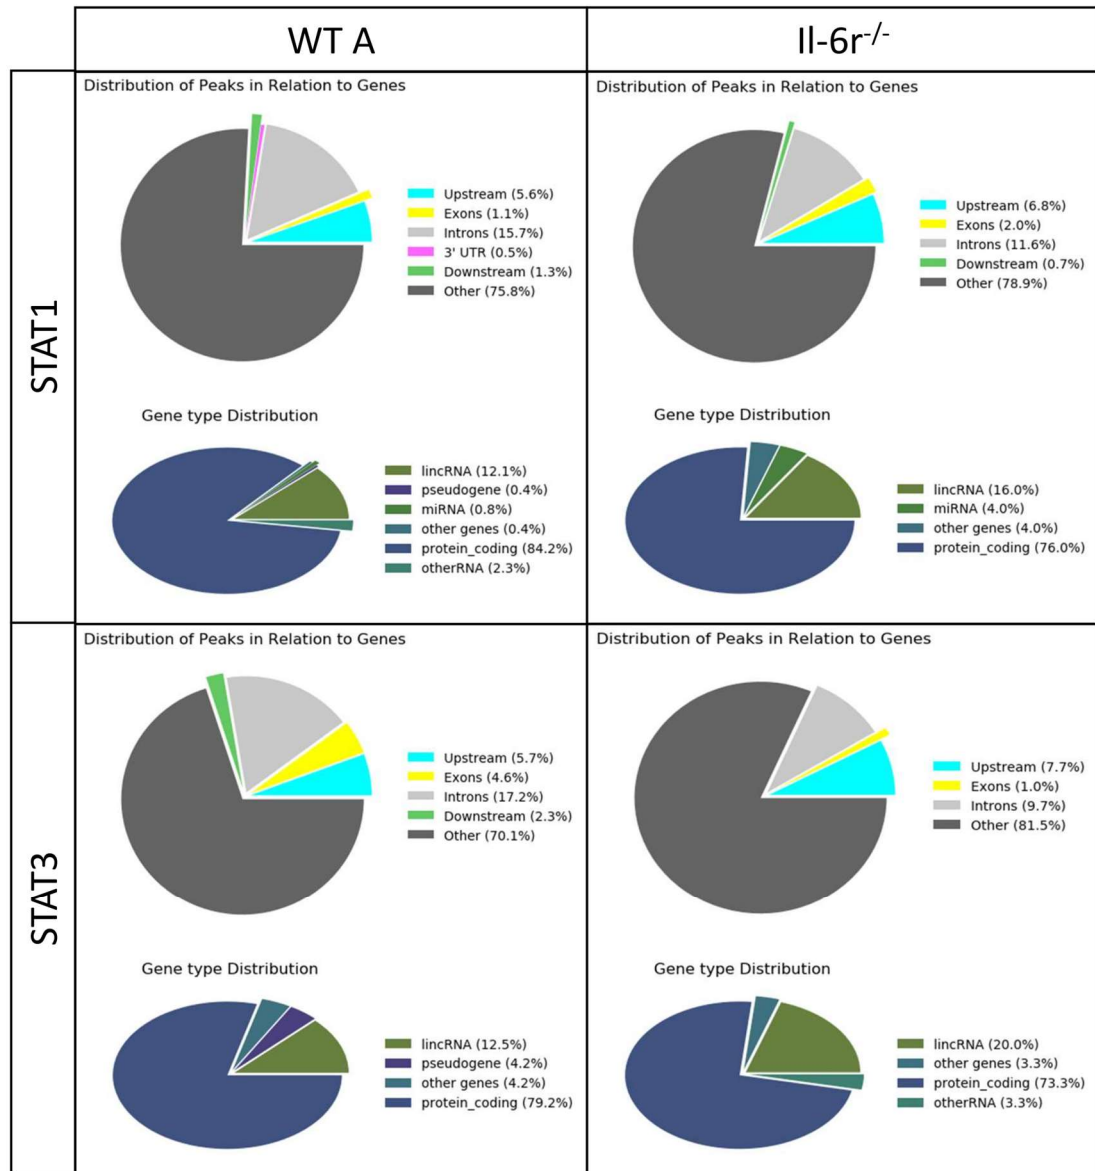 WT A
Il-6r-/-
STAT1
Distribution of Peaks in Relation to Genes
Upstream (5.6%)
Exons (1.1%)
Introns (15.7%)
3' UTR (0.5%)
Downstream (1.3%)
Other (75.8%)
Gene type Distribution
lincRNA (12.1%)
pseudogene (0.4%)
miRNA (0.8%)
other genes (0.4%)
protein_coding (84.2%)
otherRNA (2.3%)
Distribution of Peaks in Relation to Genes
Upstream (6.8%)
Exons (2.0%)
Introns (11.6%)
Downstream (0.7%)
Other (78.9%)
Gene type Distribution
lincRNA (16.0%)
miRNA (4.0%)
other genes (4.0%)
protein_coding (76.0%)
STAT3
Distribution of Peaks in Relation to Genes
Upstream (5.7%)
Exons (4.6%)
Introns (17.2%)
Downstream (2.3%)
Other (70.1%)
Gene type Distribution
lincRNA (12.5%)
pseudogene (4.2%)
other genes (4.2%)
protein_coding (79.2%)
Distribution of Peaks in Relation to Genes
Upstream (7.7%)
Exons (1.0%)
Introns (9.7%)
Other (81.5%)
Gene type Distribution
lincRNA (20.0%)
other genes (3.3%)
protein_coding (73.3%)
otherRNA (3.3%)